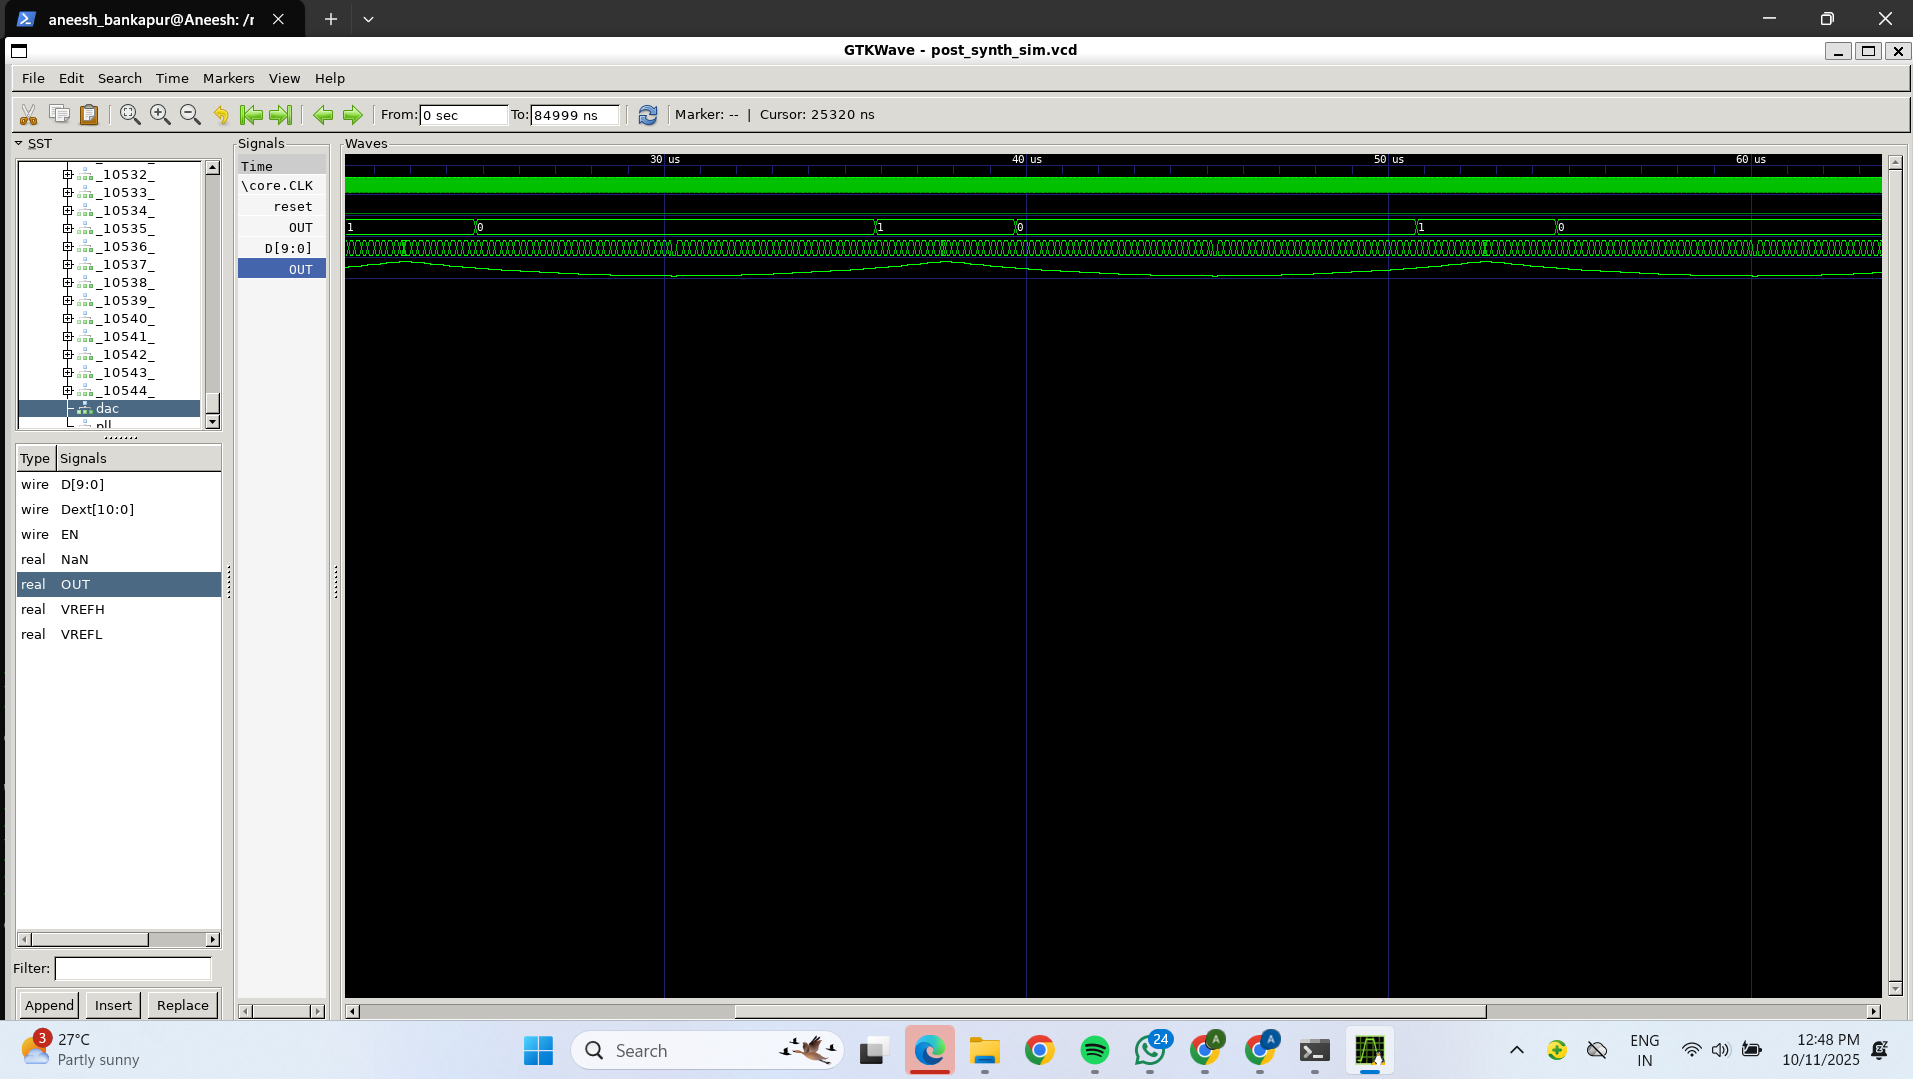 aneesh_bankapur@Aneesh: /r
GTKWave - post_synth_sim.vcd
File Edit Search Time Markers View Help
From: 0 sec To: 84999 ns Marker: -- | Cursor: 25320 ns
SST
_10532_
_10533_
_10534_
_10535_
_10536_
_10537_
_10538_
_10539_
_10540_
_10541_
_10542_
_10543_
_10544_
dac
pll
Type Signals
wire D[9:0]
wire Dext[10:0]
wire EN
real NaN
real OUT
real VREFH
real VREFL
Filter:
Append Insert Replace
Signals
Time
\core.CLK
reset
OUT
D[9:0]
OUT
Waves
30 us 40 us 50 us 60 us
1 0 1 0 1 0
3 27°C
Partly sunny
Search
24
A
A
ENG
IN
12:48 PM
10/11/2025